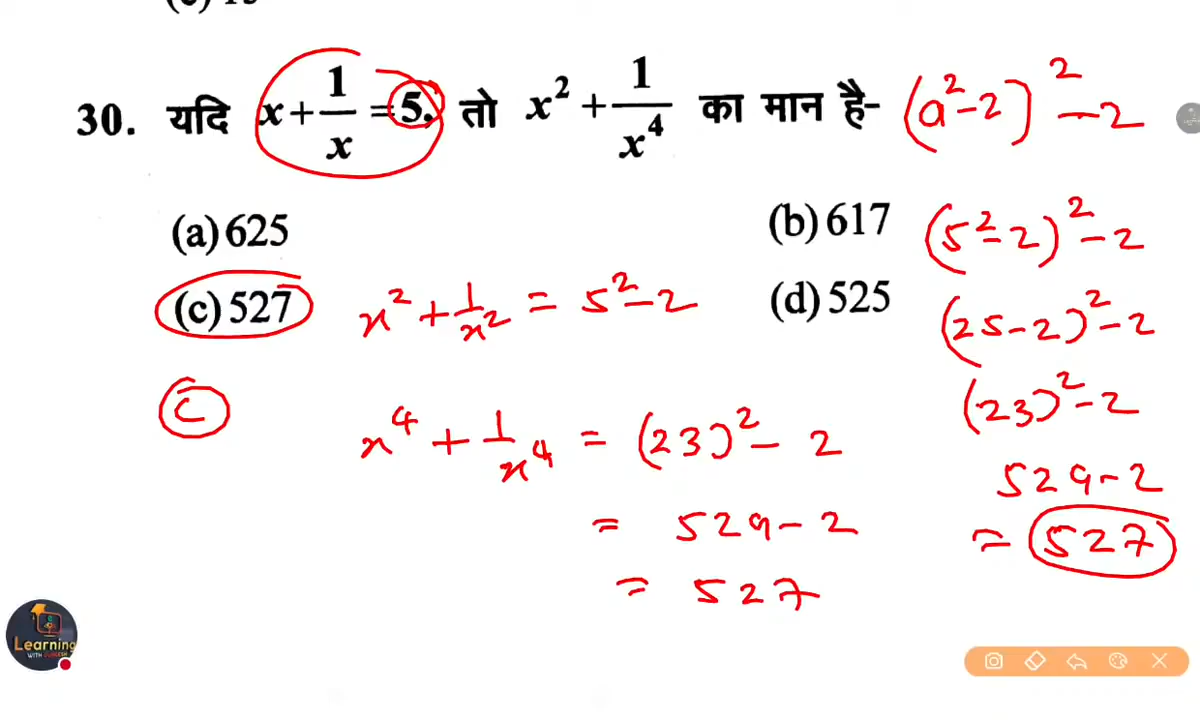 30. यदि x + 1/x = 5, तो x² + 1/x⁴ का मान है- (a²-2)²-2
(a) 625
(b) 617
(5²-2)²-2
(c) 527
x² + 1/x² = 5²-2
(d) 525
(25-2)²-2
C
(23)²-2
x⁴ + 1/x⁴ = (23)²- 2
529-2
= 529-2
= 527
= 527
Learning